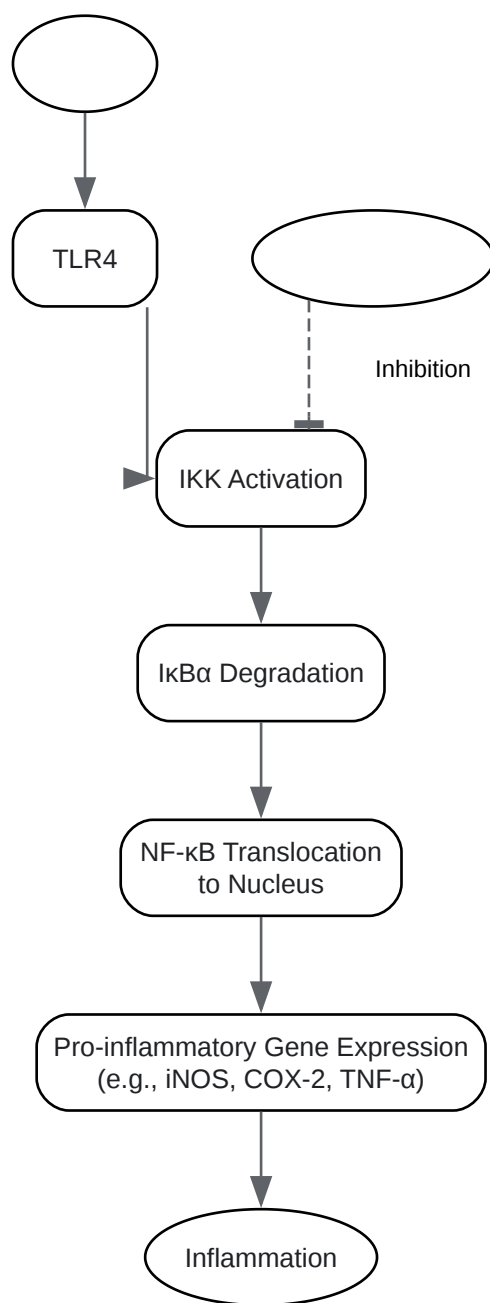 TLR4
Inhibition
IKK Activation
IκBα Degradation
NF-κB Translocation
to Nucleus
Pro-inflammatory Gene Expression
(e.g., iNOS, COX-2, TNF-α)
Inflammation